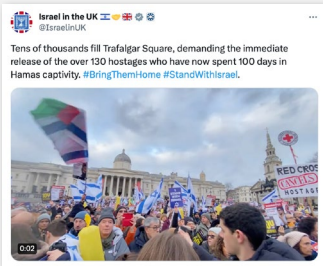 Israel in the UK
@IsraelinUK
Tens of thousands fill Trafalgar Square, demanding the immediate
release of the over 130 hostages who have now spent 100 days in
Hamas captivity. #BringThemHome #StandWithIsrael.
RED CROSS
HOSTAGES
0:02